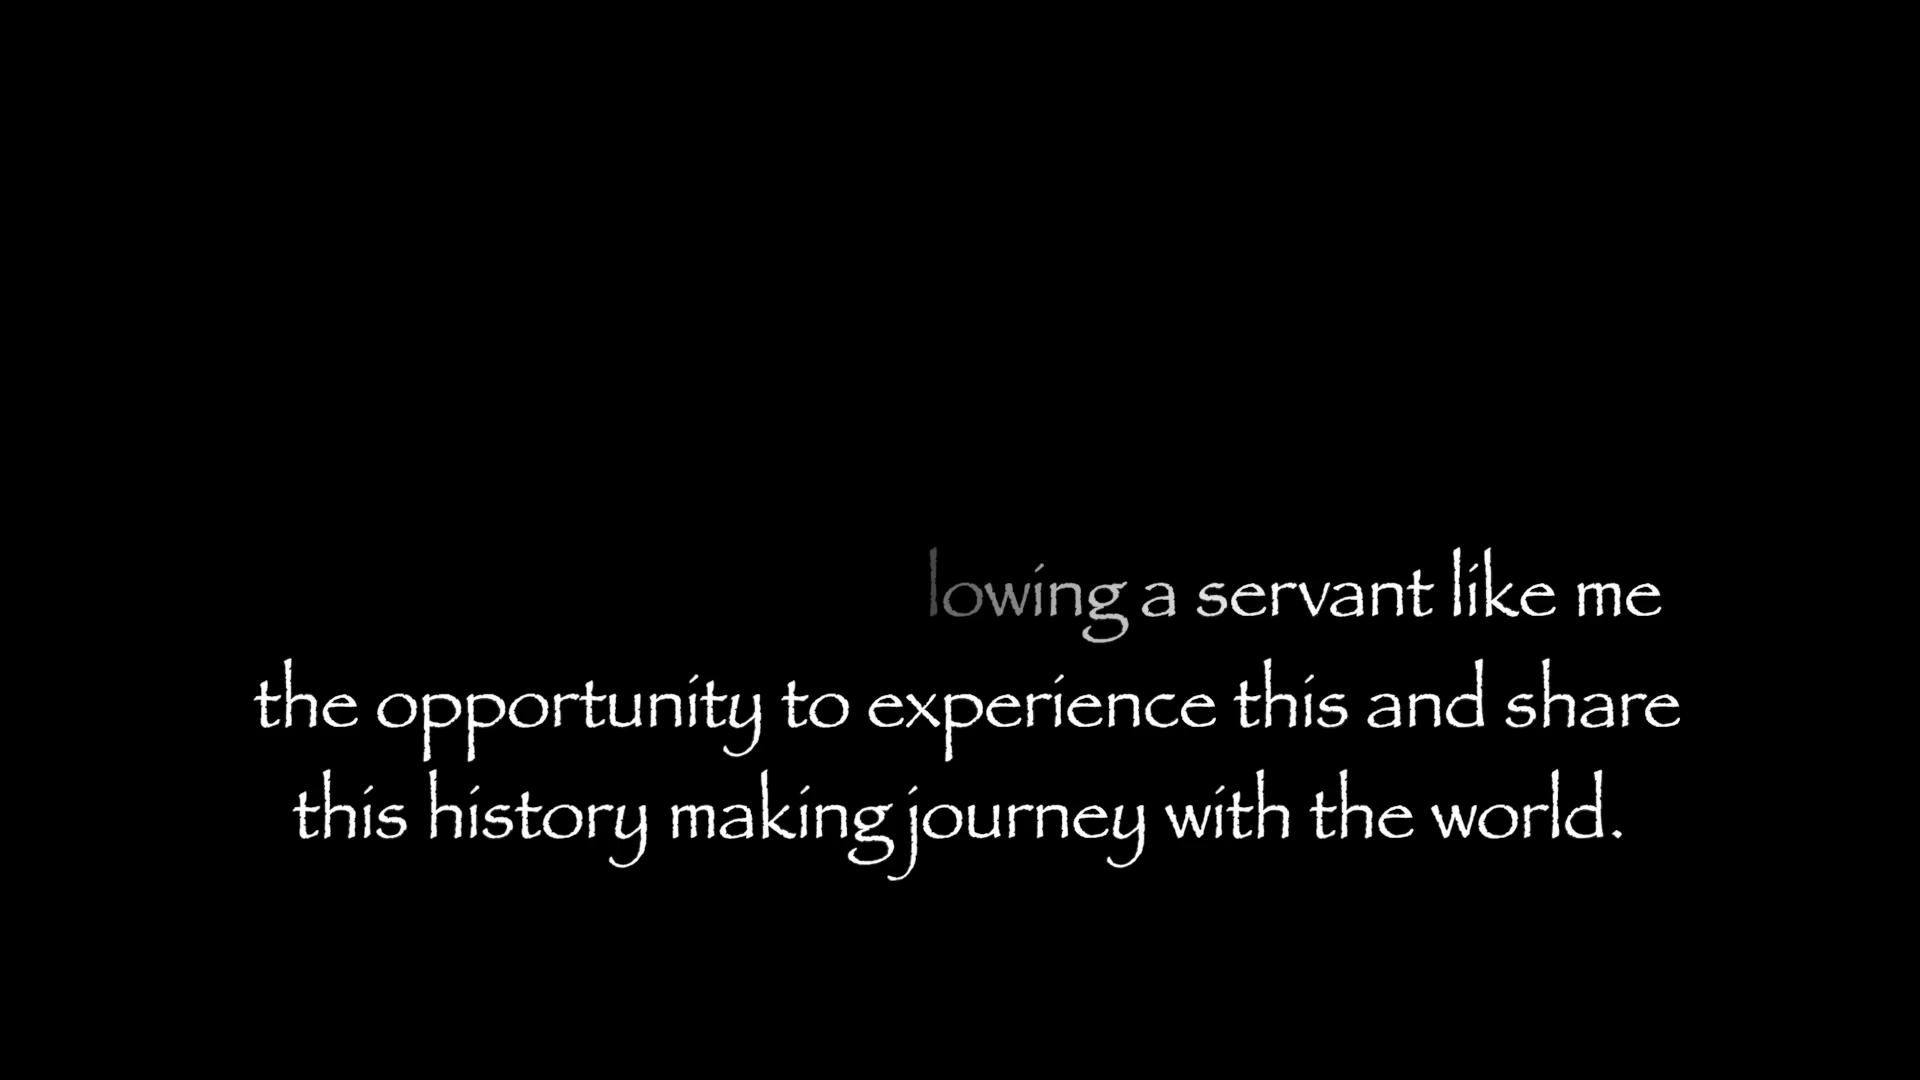 lowing a servant like me
the opportunity to experience this and share
this history making journey with the world.